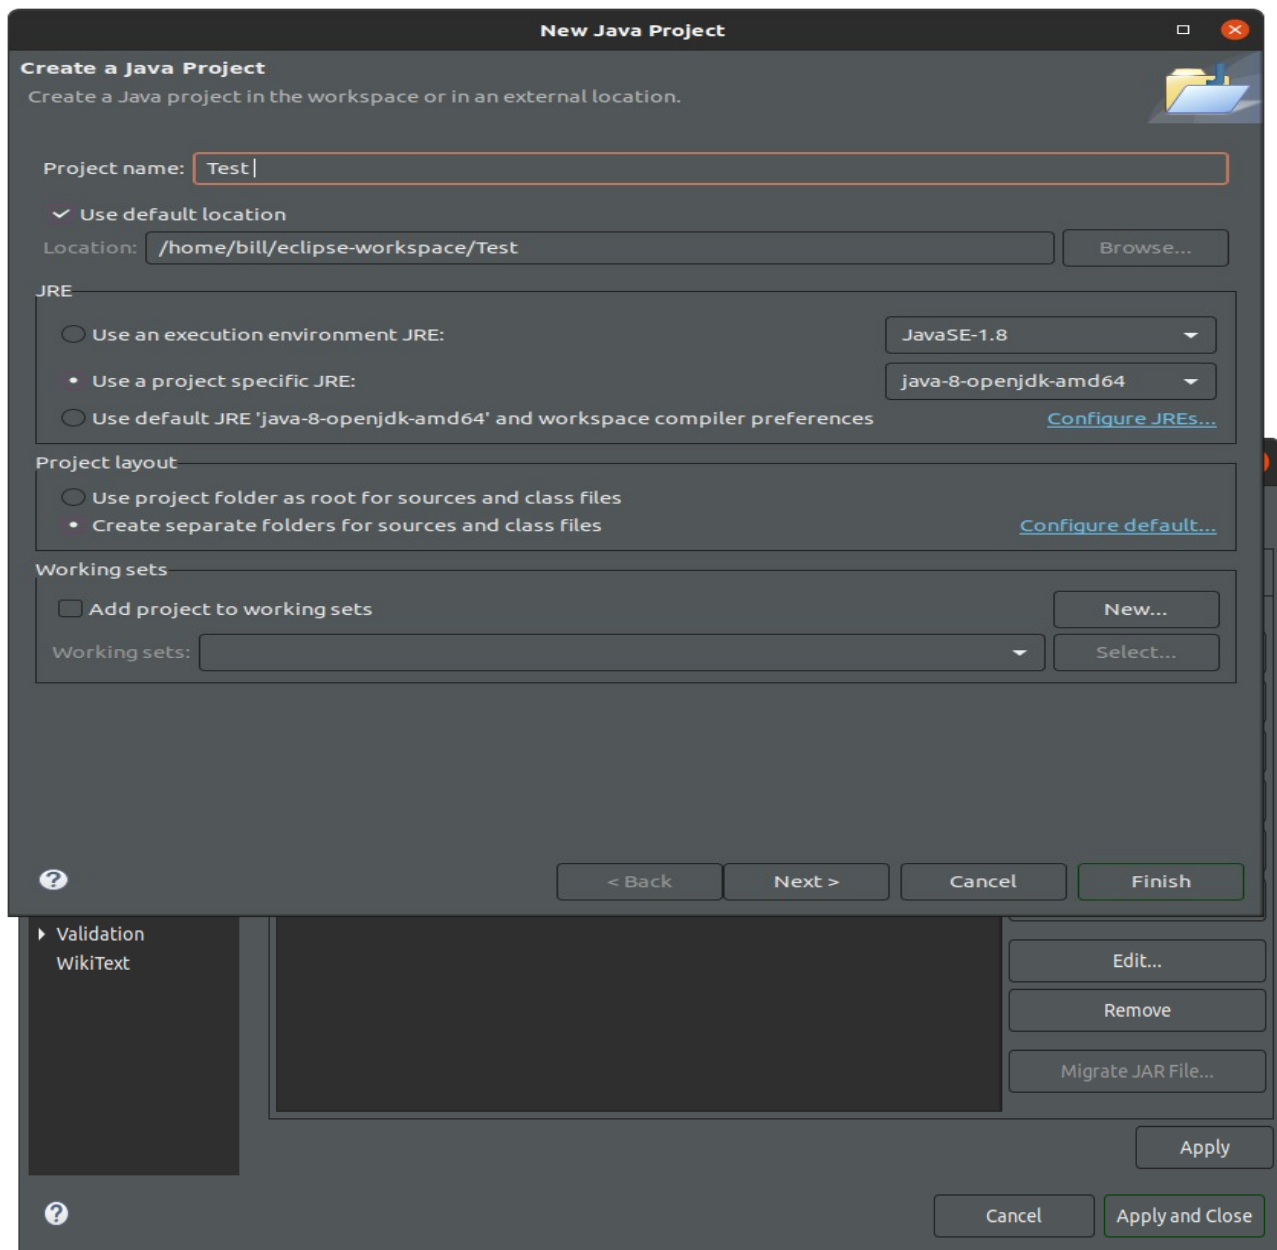 New Java Project
Create a Java Project
Create a Java project in the workspace or in an external location.
Project name: Test
Use default location
Location: /home/bill/eclipse-workspace/Test Browse...
JRE
Use an execution environment JRE: JavaSE-1.8
Use a project specific JRE: java-8-openjdk-amd64
Use default JRE 'java-8-openjdk-amd64' and workspace compiler preferences Configure JREs...
Project layout
Use project folder as root for sources and class files
Create separate folders for sources and class files Configure default...
Working sets
Add project to working sets New...
Working sets: Select...
? < Back Next > Cancel Finish
Validation
WikiText
Edit...
Remove
Migrate JAR File...
Apply
? Cancel Apply and Close